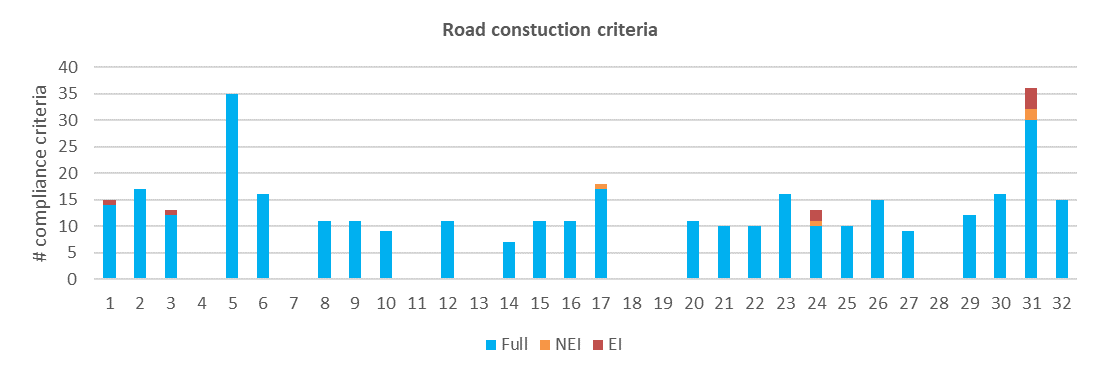 Road constuction criteria
# compliance criteria
40
35
30
25
20
15
10
5
0
1 2 3 4 5 6 7 8 9 10 11 12 13 14 15 16 17 18 19 20 21 22 23 24 25 26 27 28 29 30 31 32
Full NEI EI